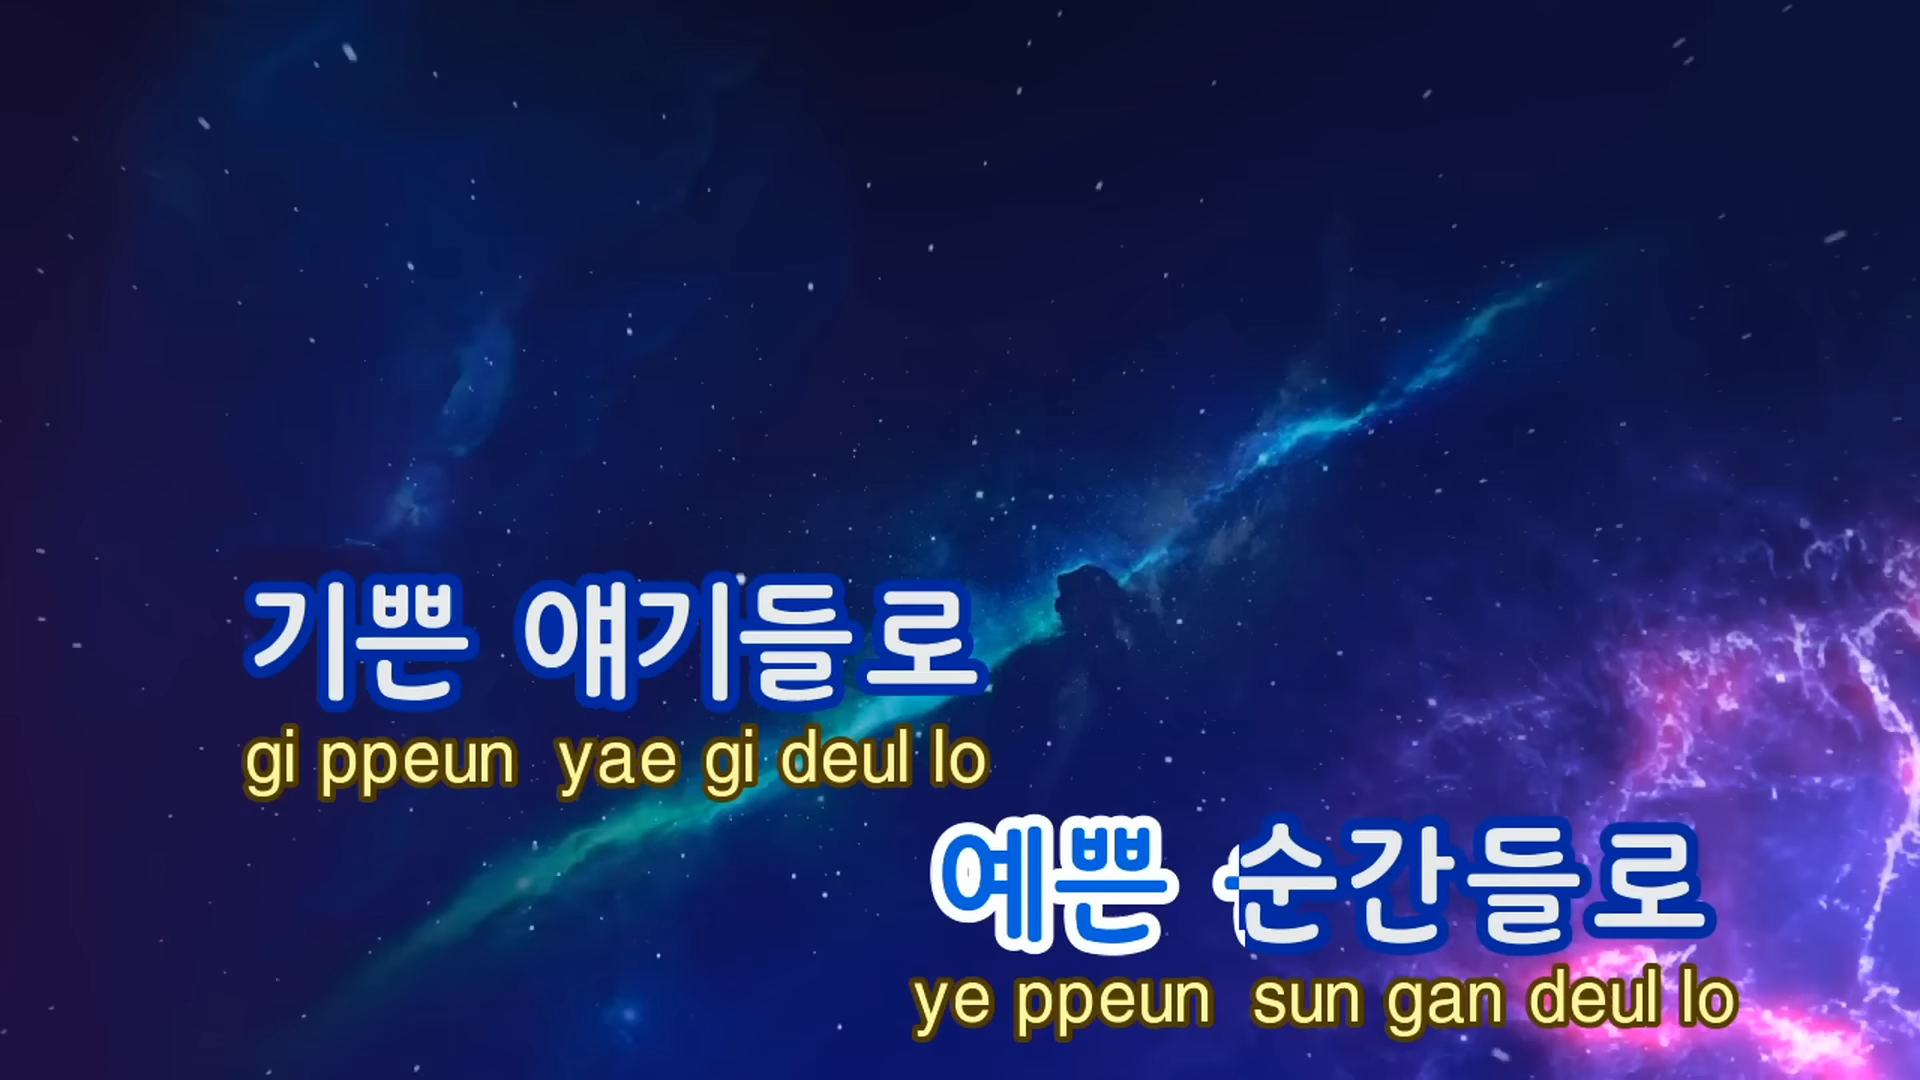 기쁜 얘기들로
gi ppeun yae gi deul lo
예쁜 순간들로
ye ppeun sun gan deul lo